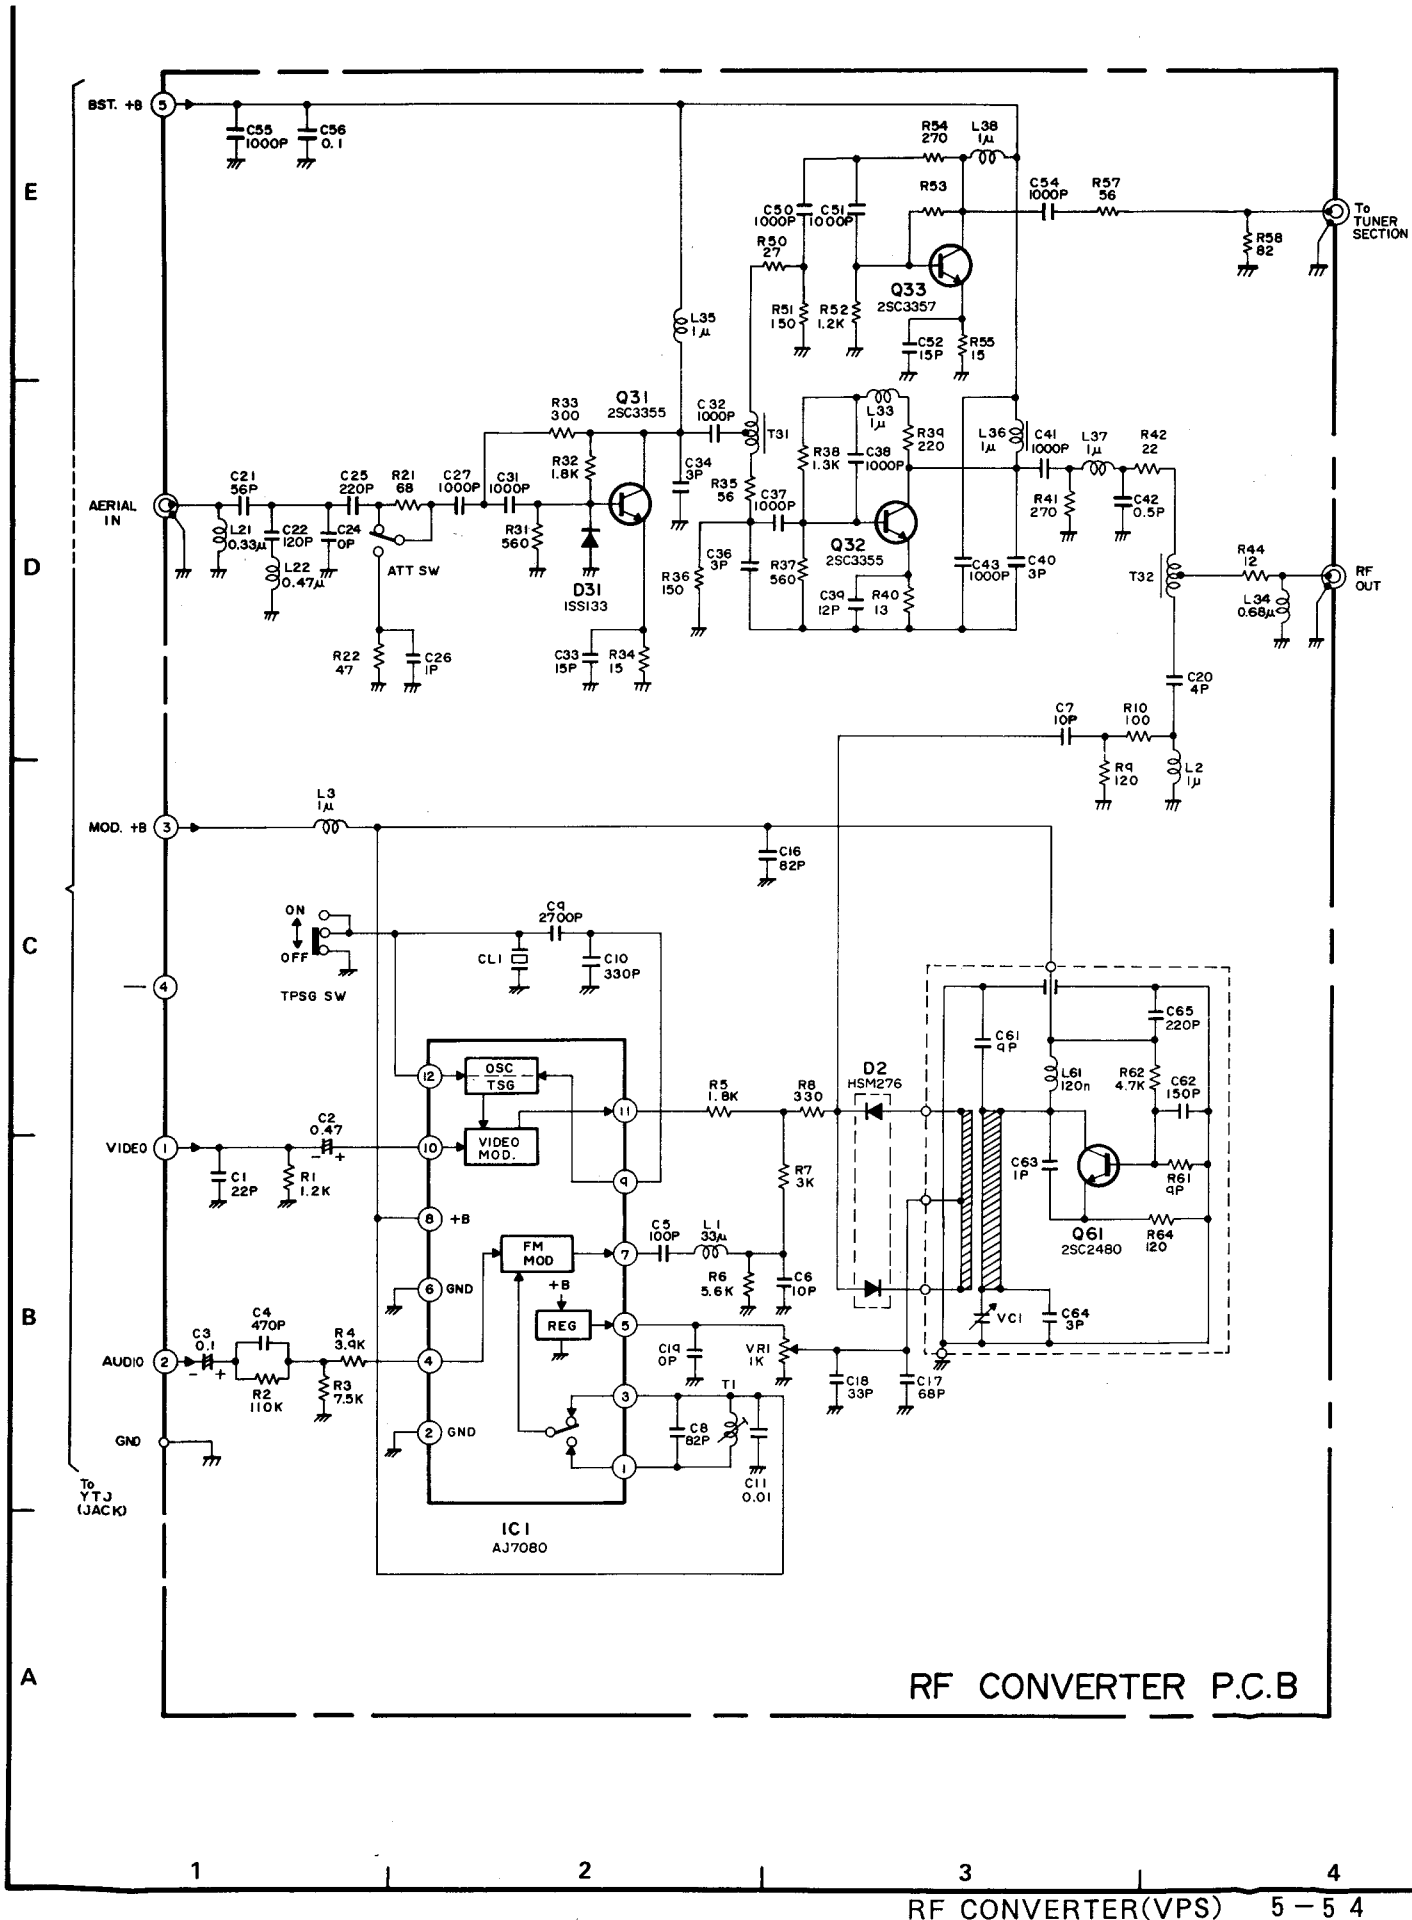 BST. +B 5
C55
1000P
C56
0.1
R54
270
L38
1μ
E
R53
C54
1000P
R57
56
C50
1000P
C51
1000P
To
TUNER
SECTION
R50
27
R58
82
Q33
2SC3357
R51
150
R52
1.2K
L35
1μ
C52
15P
R55
15
Q31
2SC3355
R33
300
C32
1000P
L33
1μ
T31
R39
220
L36
1μ
C41
1000P
L37
1μ
R42
22
R32
1.8K
C34
3P
R38
1.3K
C38
1000P
C21
56P
C25
220P
R21
68
C27
1000P
C31
1000P
R35
56
C37
1000P
R41
270
C42
0.5P
AERIAL
IN
L21
0.33μ
C22
120P
C24
0P
R31
560
Q32
2SC3355
D
L22
0.47μ
ATT SW
C36
3P
R37
560
R36
150
C43
1000P
C40
3P
T32
R44
12
RF
OUT
D31
1SS133
C39
12P
R40
13
L34
0.68μ
R22
47
C26
1P
C33
15P
R34
15
C20
4P
C7
10P
R10
100
R9
120
L2
1μ
L3
1μ
MOD. +B 3
C16
82P
ON
OFF
TPSG SW
C9
2700P
C
CL1
C10
330P
4
C65
220P
C61
9P
12
OSC
TSG
D2
HSM276
L61
120n
R62
4.7K
C62
150P
11
R5
1.8K
R8
330
VIDEO 1
C2
0.47
- +
10
VIDEO
MOD.
C1
22P
R1
1.2K
9
R7
3K
C63
1P
R61
9P
8 +B
Q61
2SC2480
R64
120
FM
MOD
7
C5
100P
L1
33μ
6 GND
+B
R6
5.6K
C6
10P
B
REG
5
VC1
C64
3P
C4
470P
C3
0.1
- +
AUDIO 2
R4
3.9K
4
C19
0P
VR1
1K
R2
110K
R3
7.5K
C18
33P
C17
68P
3
T1
GND
2 GND
C8
82P
1
C11
0.01
To
YTJ
(JACK)
IC1
AJ7080
A
RF CONVERTER P.C.B
1 2 3 4
RF CONVERTER(VPS) 5-54